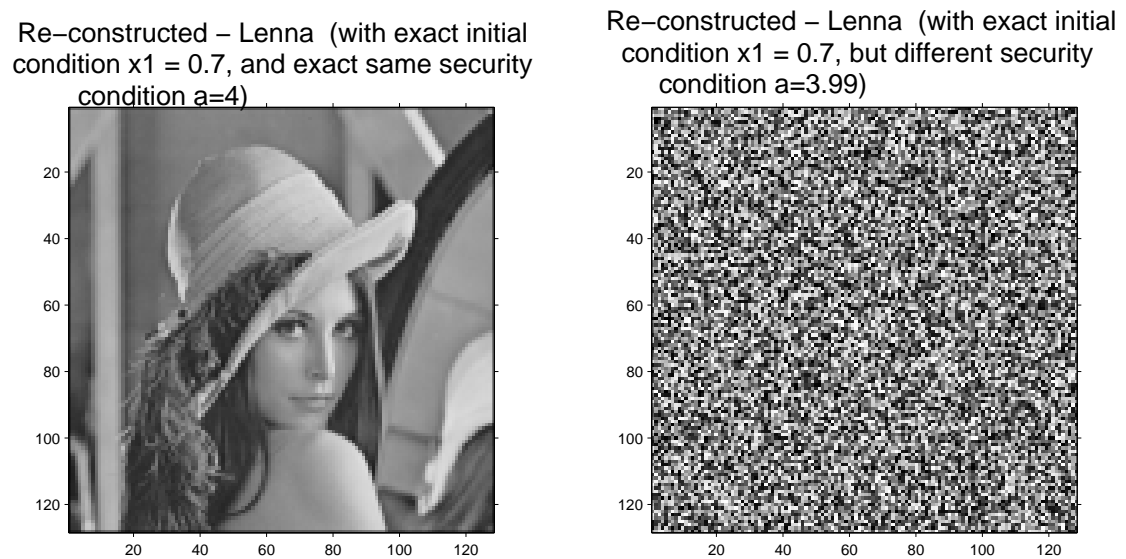 Re−constructed − Lenna (with exact initial
condition x1 = 0.7, and exact same security
condition a=4)
20
40
60
80
100
120
20 40 60 80 100 120
Re−constructed − Lenna (with exact initial
condition x1 = 0.7, but different security
condition a=3.99)
20
40
60
80
100
120
20 40 60 80 100 120